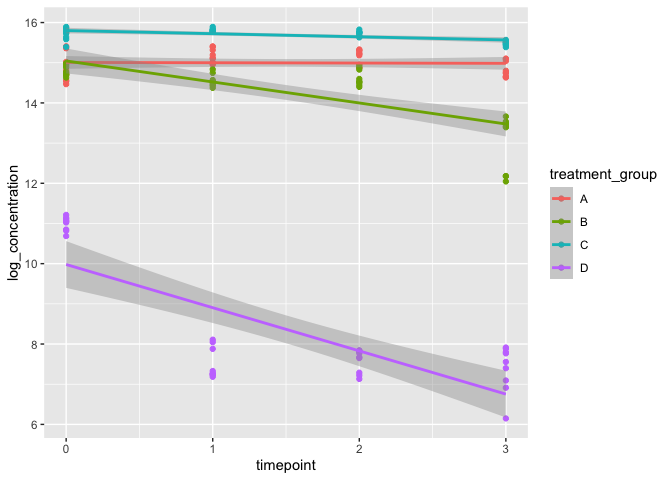 16
14
12
10
8
6
log_concentration
0
1
2
3
timepoint
treatment_group
A
B
C
D